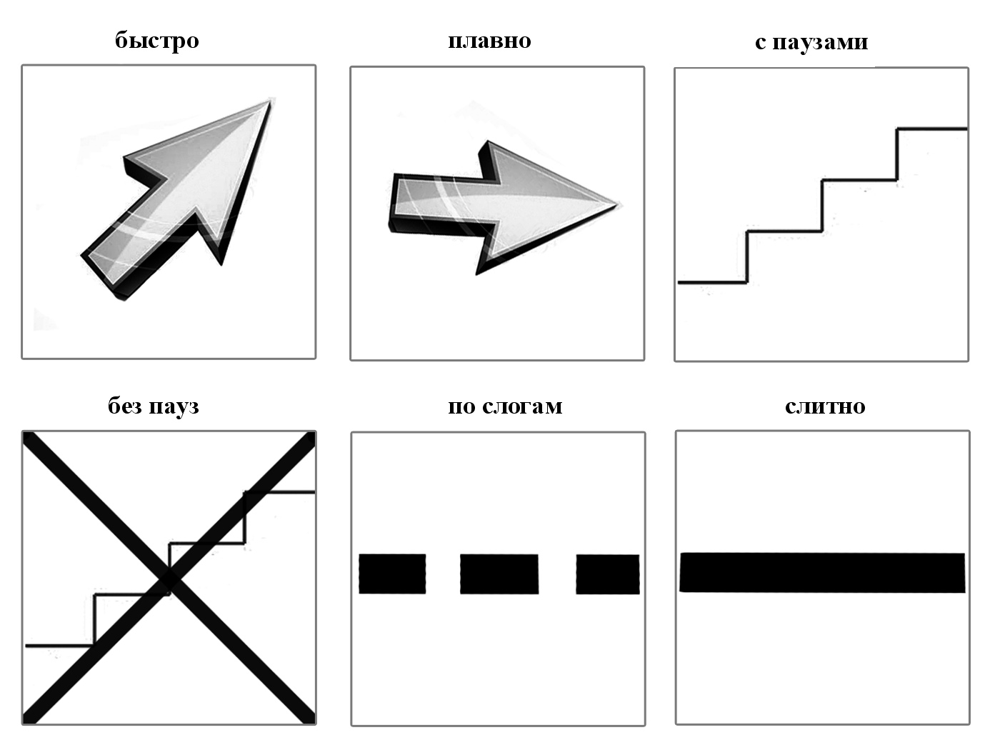 быстро
плавно
с паузами
без пауз
по слогам
слитно